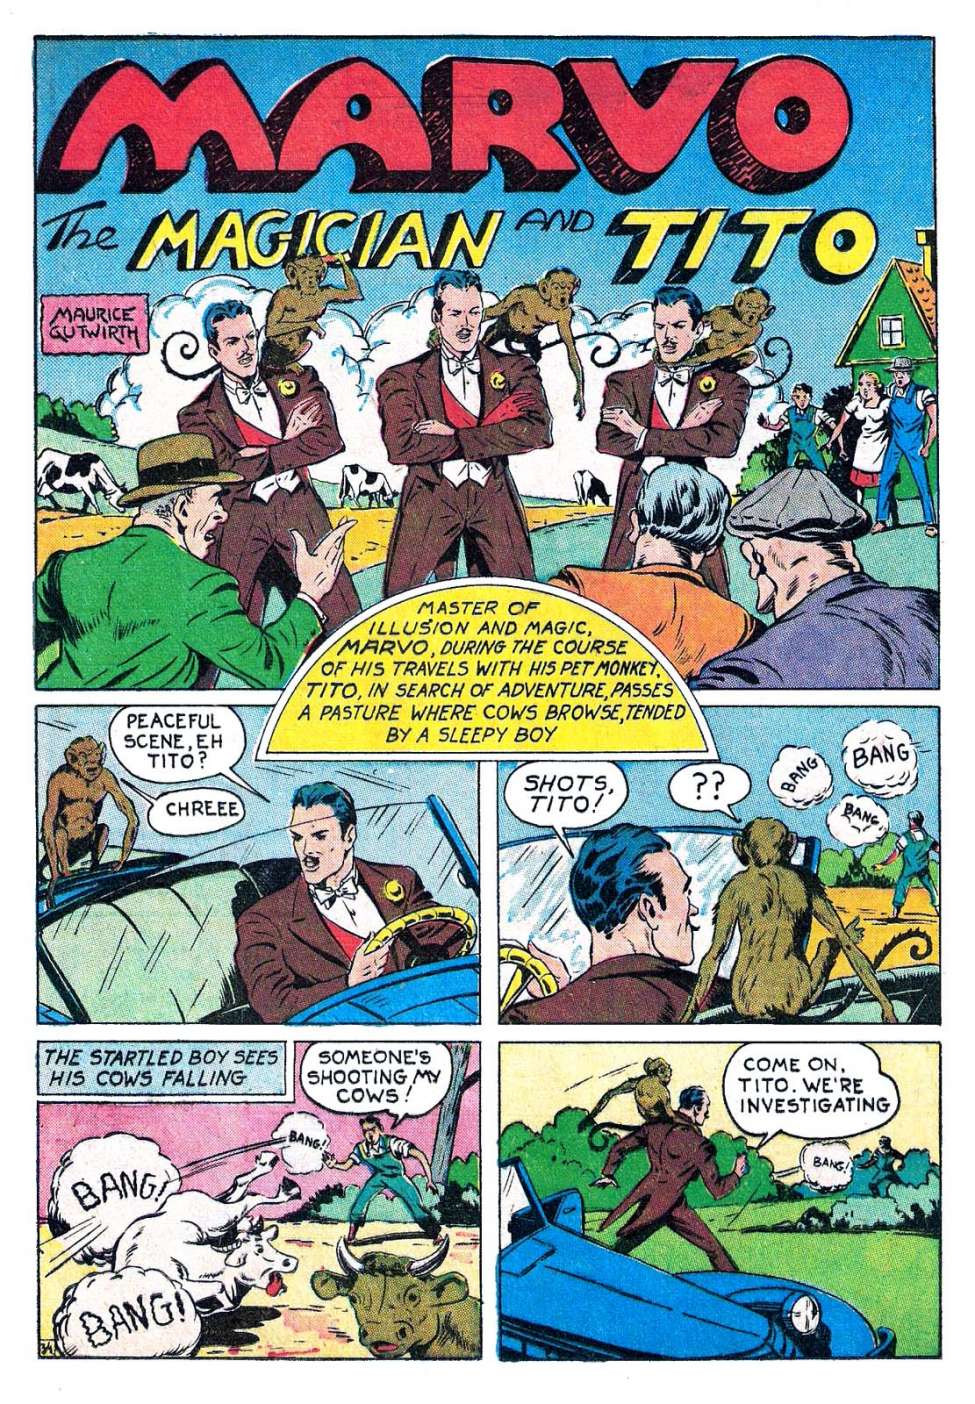 MARVO
The MAGICIAN AND TITO
MAURICE
GUTWIRTH
MASTER OF
ILLUSION AND MAGIC,
MARVO, DURING THE COURSE
OF HIS TRAVELS WITH HIS PET MONKEY,
TITO, IN SEARCH OF ADVENTURE, PASSES
A PASTURE WHERE COWS BROWSE, TENDED
BY A SLEEPY BOY
PEACEFUL
SCENE, EH
TITO?
CHREEE
SHOTS,
TITO!
??
BANG
BANG
BANG
THE STARTLED BOY SEES
HIS COWS FALLING
SOMEONE'S
SHOOTING MY
COWS!
BANG!
BANG!
BANG!
COME ON,
TITO. WE'RE
INVESTIGATING
BANG!